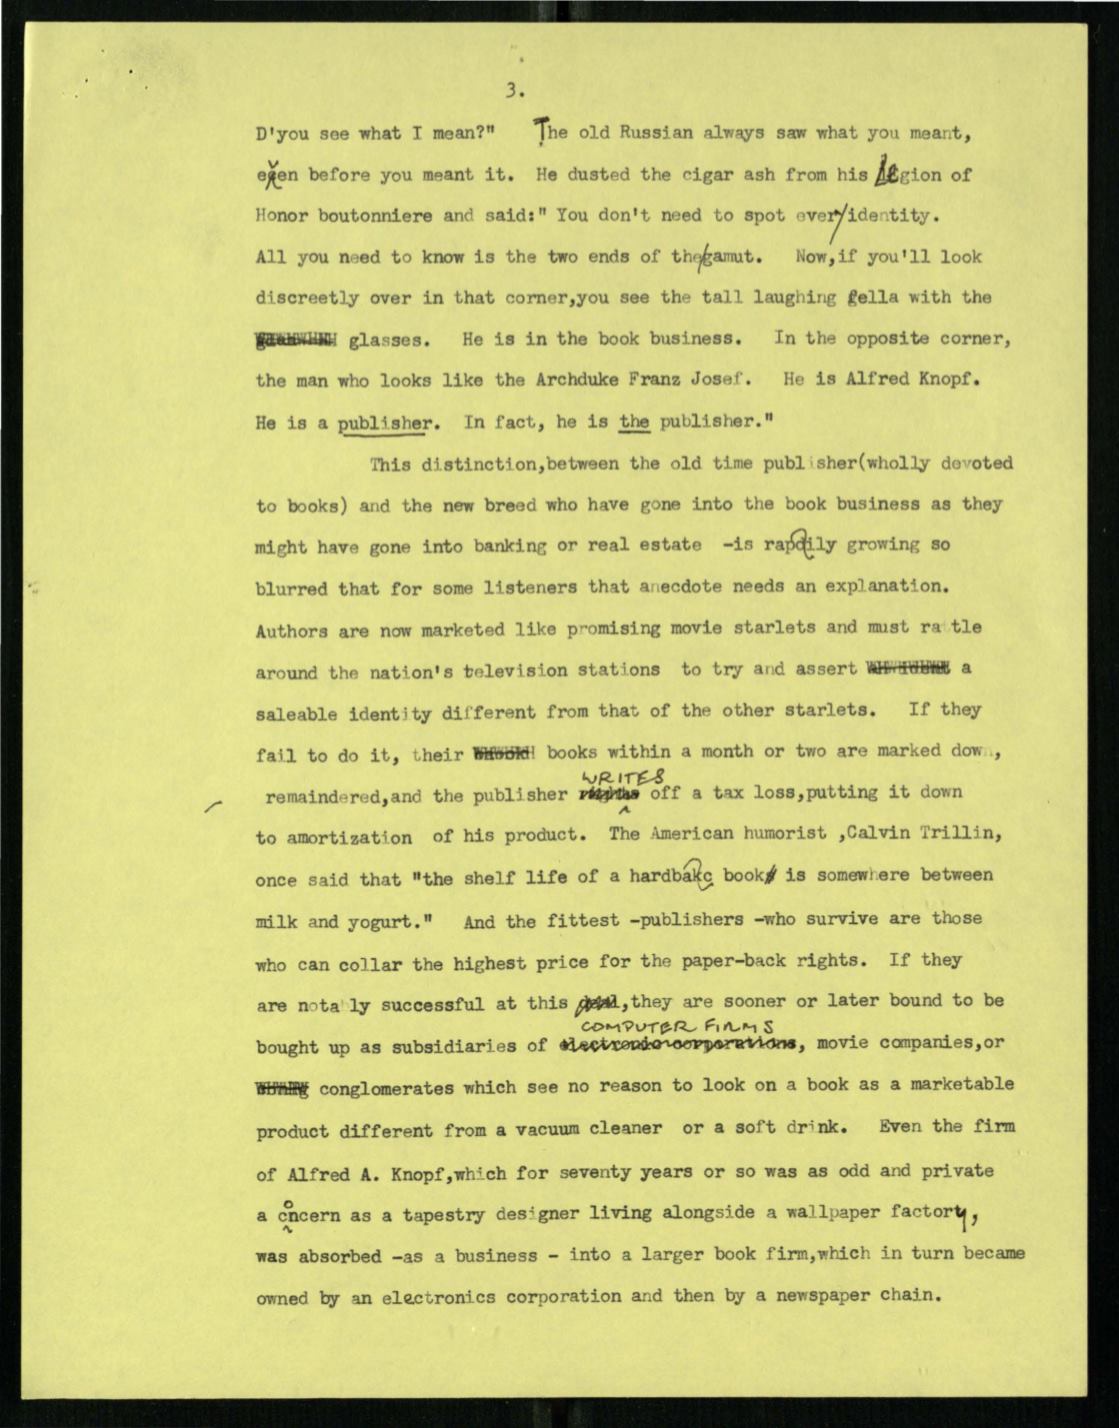 3.
D'you see what I mean?" The old Russian always saw what you meant,
even before you meant it. He dusted the cigar ash from his Legion of
Honor boutonniere and said:" You don't need to spot every/identity.
All you need to know is the two ends of the/gamut. Now,if you'll look
discreetly over in that corner,you see the tall laughing fella with the
glasses. He is in the book business. In the opposite corner,
the man who looks like the Archduke Franz Josef. He is Alfred Knopf.
He is a publisher. In fact, he is the publisher."
This distinction,between the old time publisher(wholly devoted
to books) and the new breed who have gone into the book business as they
might have gone into banking or real estate -is rapdily growing so
blurred that for some listeners that anecdote needs an explanation.
Authors are now marketed like promising movie starlets and must rattle
around the nation's television stations to try and assert a
saleable identity different from that of the other starlets. If they
fail to do it, their books within a month or two are marked down,
WRITES
remaindered,and the publisher off a tax loss,putting it down
to amortization of his product. The American humorist ,Calvin Trillin,
once said that "the shelf life of a hardbakc book is somewhere between
milk and yogurt." And the fittest -publishers -who survive are those
who can collar the highest price for the paper-back rights. If they
are notably successful at this ,they are sooner or later bound to be
COMPUTER FIRMS
bought up as subsidiaries of electronic corporations, movie companies,or
conglomerates which see no reason to look on a book as a marketable
product different from a vacuum cleaner or a soft drink. Even the firm
of Alfred A. Knopf,which for seventy years or so was as odd and private
a concern as a tapestry designer living alongside a wallpaper factory,
was absorbed -as a business - into a larger book firm,which in turn became
owned by an electronics corporation and then by a newspaper chain.